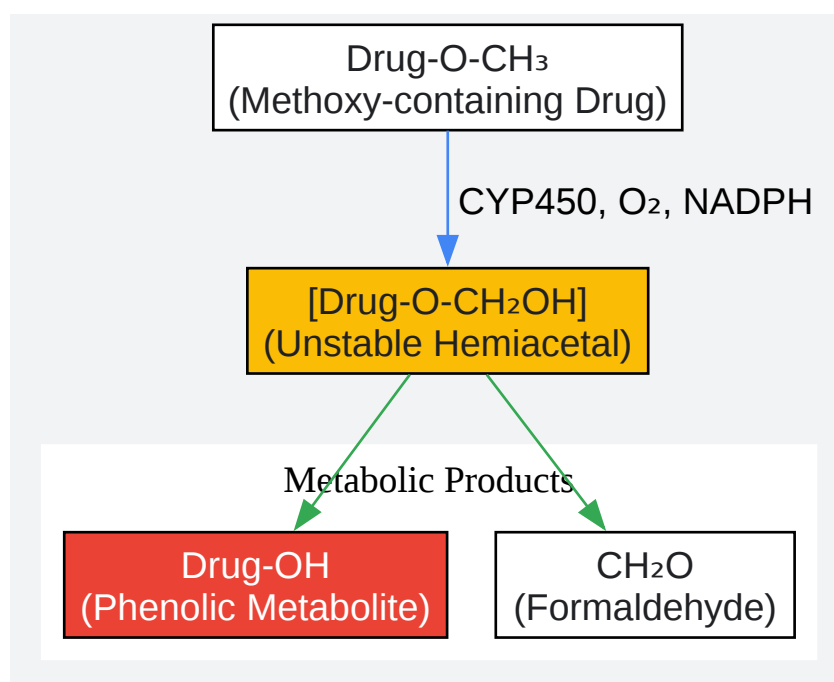 Drug-O-CH₃
(Methoxy-containing Drug)
CYP450, O₂, NADPH
[Drug-O-CH₂OH]
(Unstable Hemiacetal)
Metabolic Products
Drug-OH
(Phenolic Metabolite)
CH₂O
(Formaldehyde)